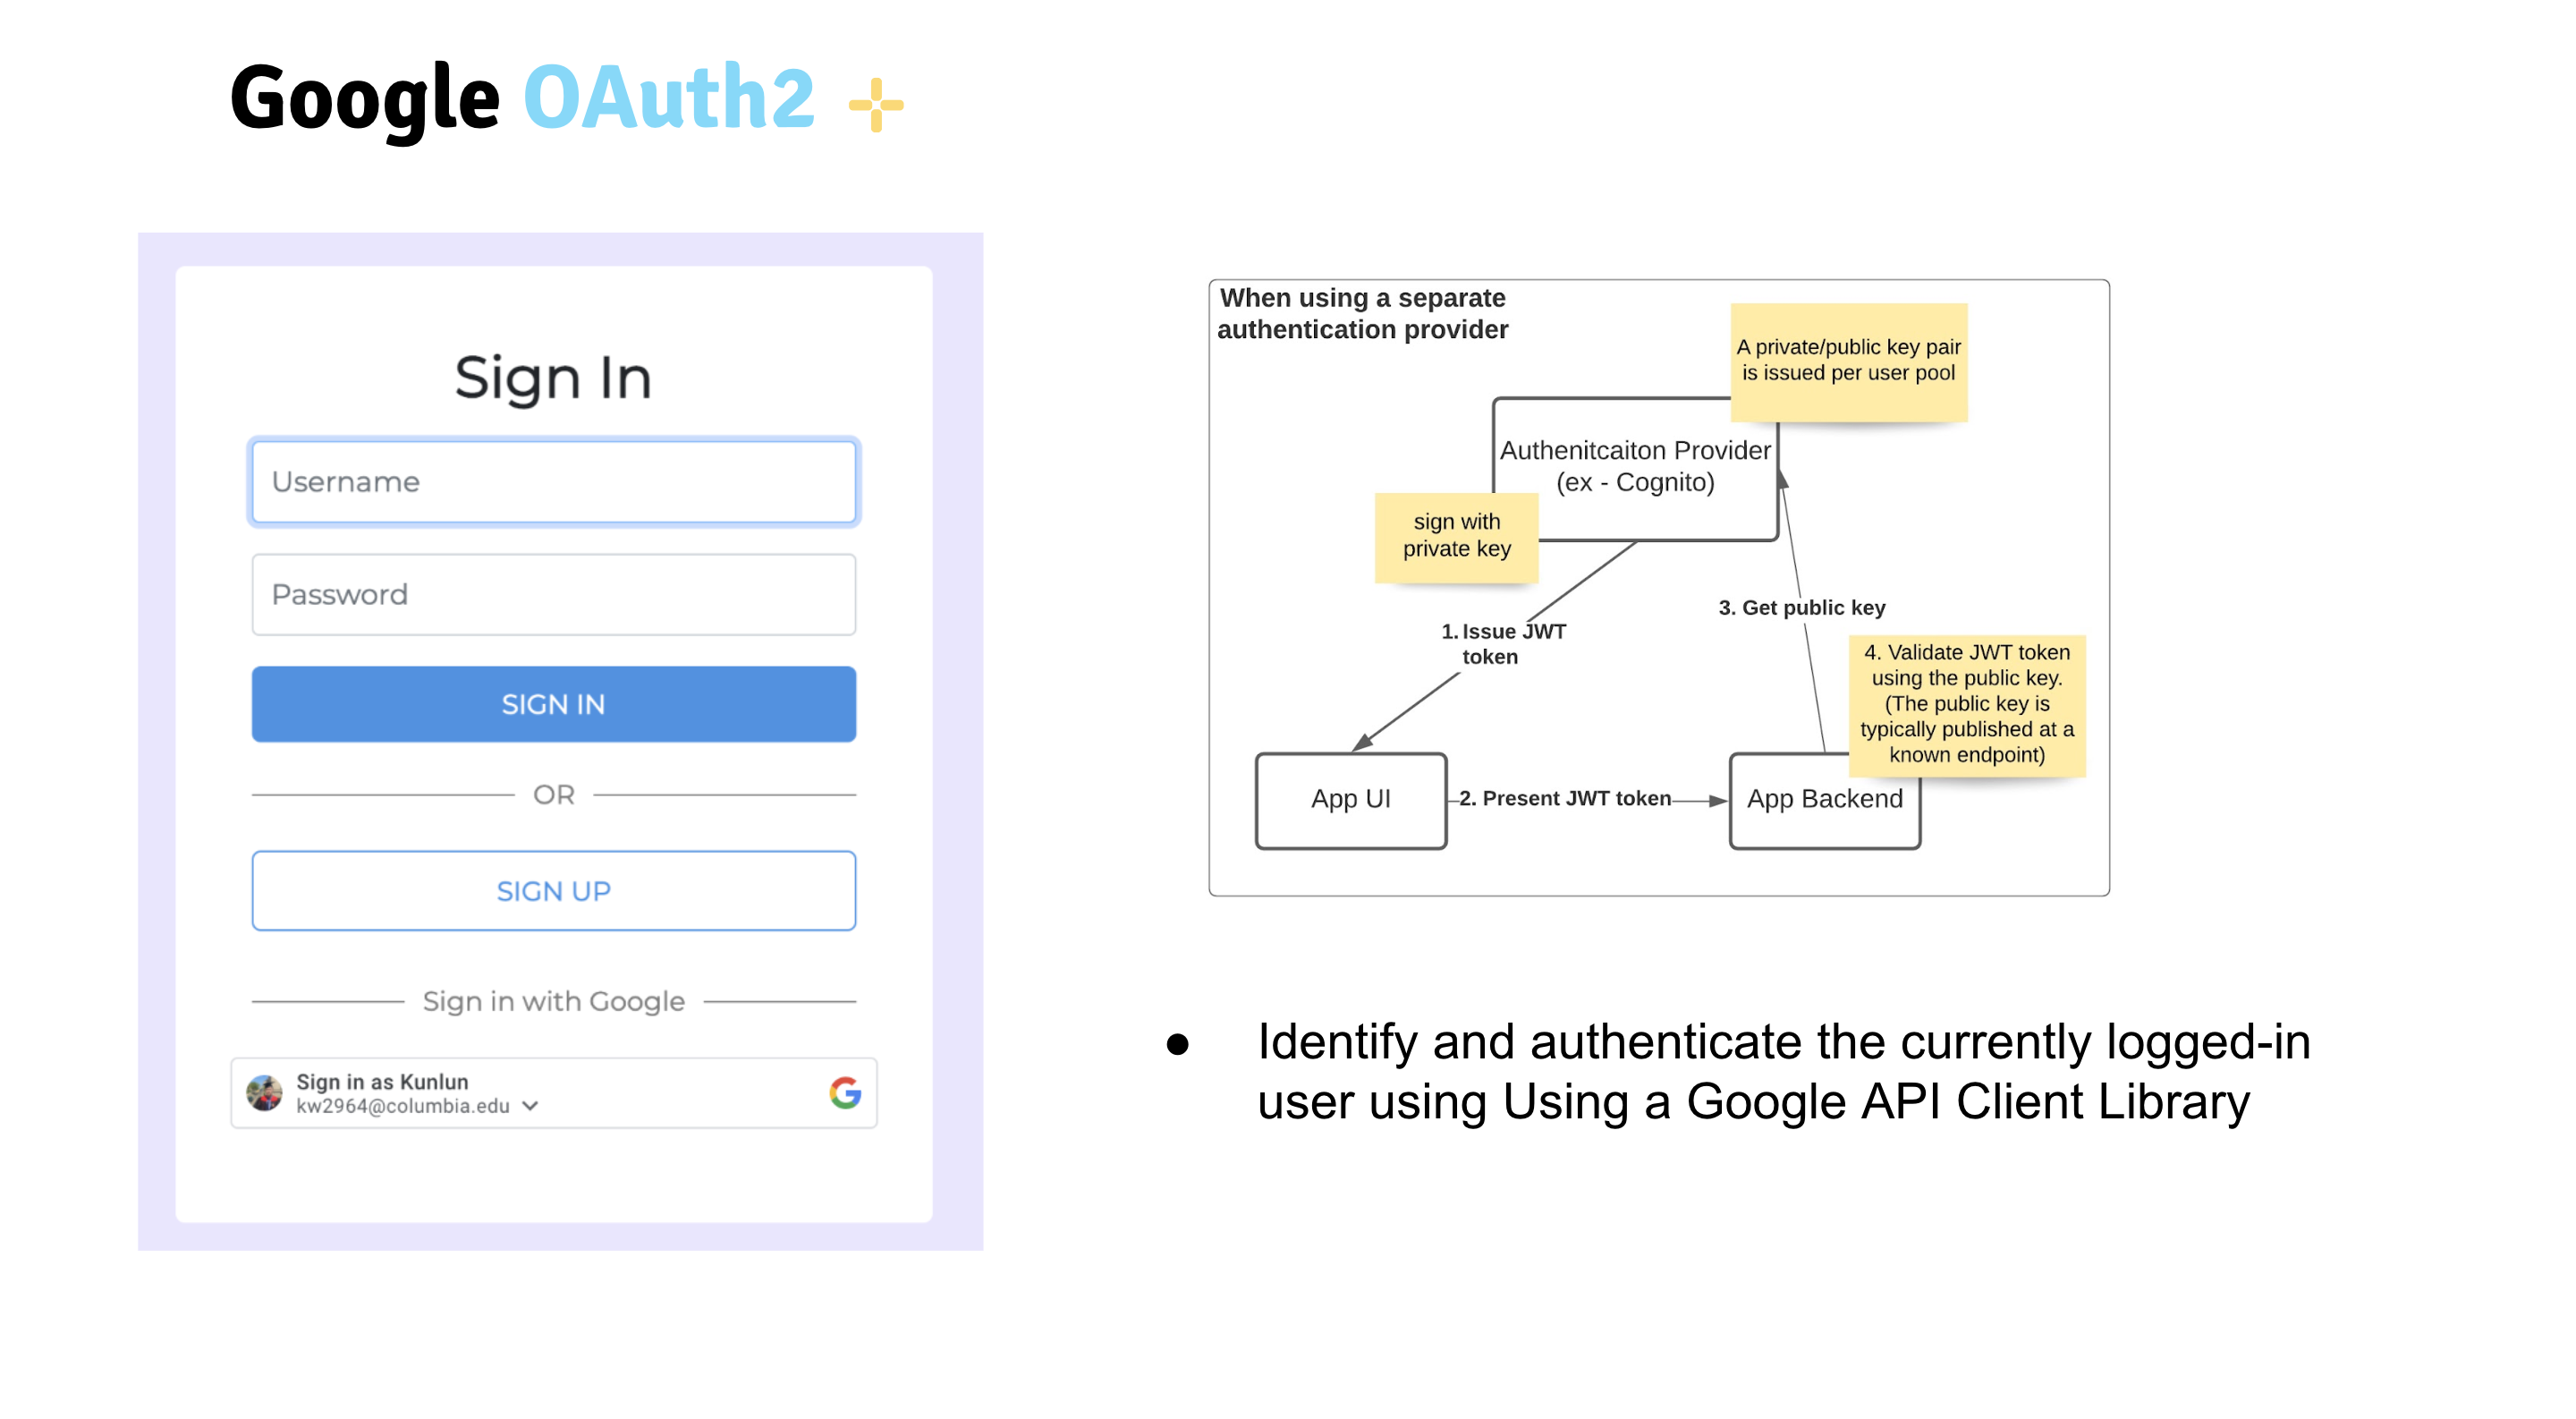 Google OAuth2
Sign In
Username
Password
SIGN IN
OR
SIGN UP
Sign in with Google
Sign in as Kunlun
kw2964@columbia.edu
When using a separate
authentication provider
A private/public key pair
is issued per user pool
Authenitcaiton Provider
(ex - Cognito)
sign with
private key
1. Issue JWT
token
3. Get public key
4. Validate JWT token
using the public key.
(The public key is
typically published at a
known endpoint)
App UI
2. Present JWT token
App Backend
● Identify and authenticate the currently logged-in
user using Using a Google API Client Library